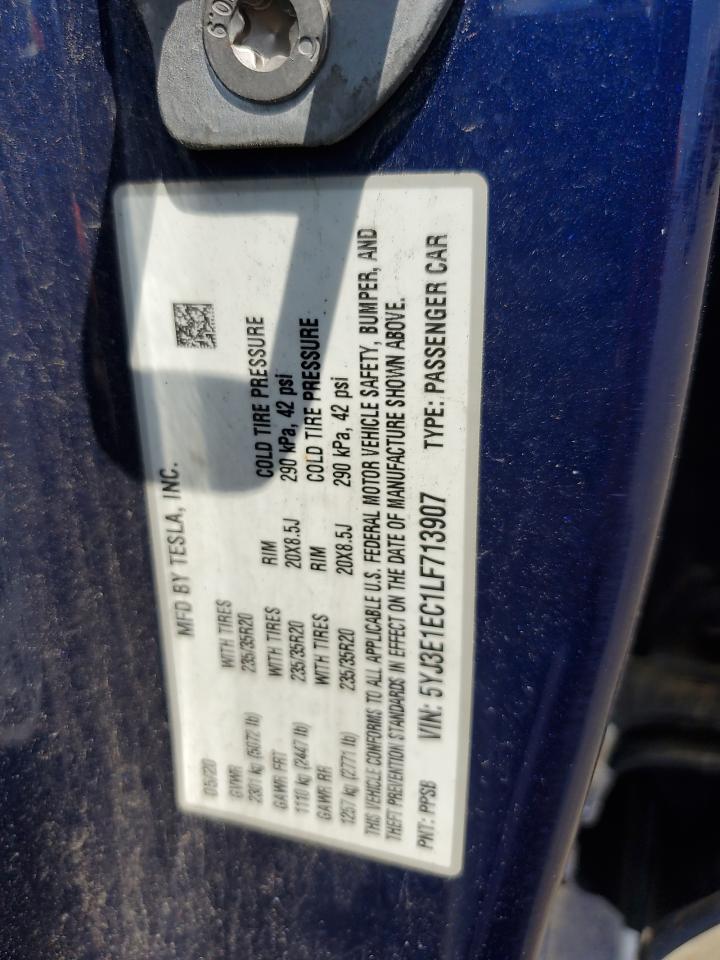 MFD BY TESLA, INC.
05/20
GVWR WITH TIRES RIM COLD TIRE PRESSURE
2301 kg (5072 lb) 235/35R20 20X8.5J 290 kPa, 42 psi
GAWR FRT WITH TIRES RIM COLD TIRE PRESSURE
1110 kg (2447 lb) 235/35R20 20X8.5J 290 kPa, 42 psi
GAWR RR WITH TIRES
1257 kg (2771 lb) 235/35R20
THIS VEHICLE CONFORMS TO ALL APPLICABLE U.S. FEDERAL MOTOR VEHICLE SAFETY, BUMPER, AND
THEFT PREVENTION STANDARDS IN EFFECT ON THE DATE OF MANUFACTURE SHOWN ABOVE.
PNT: PPSB VIN: 5YJ3E1EC1LF713907 TYPE: PASSENGER CAR